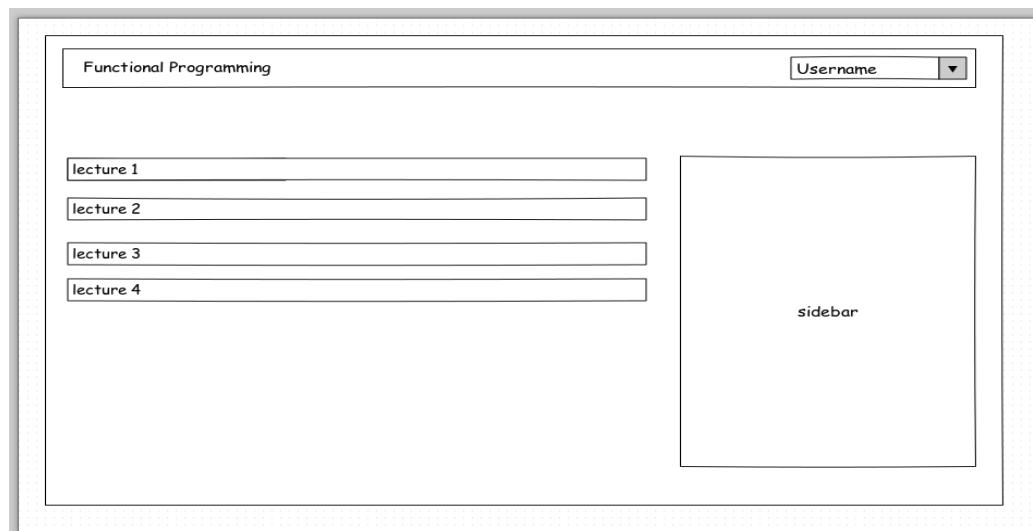 Functional Programming
Username
lecture 1
lecture 2
lecture 3
lecture 4
sidebar